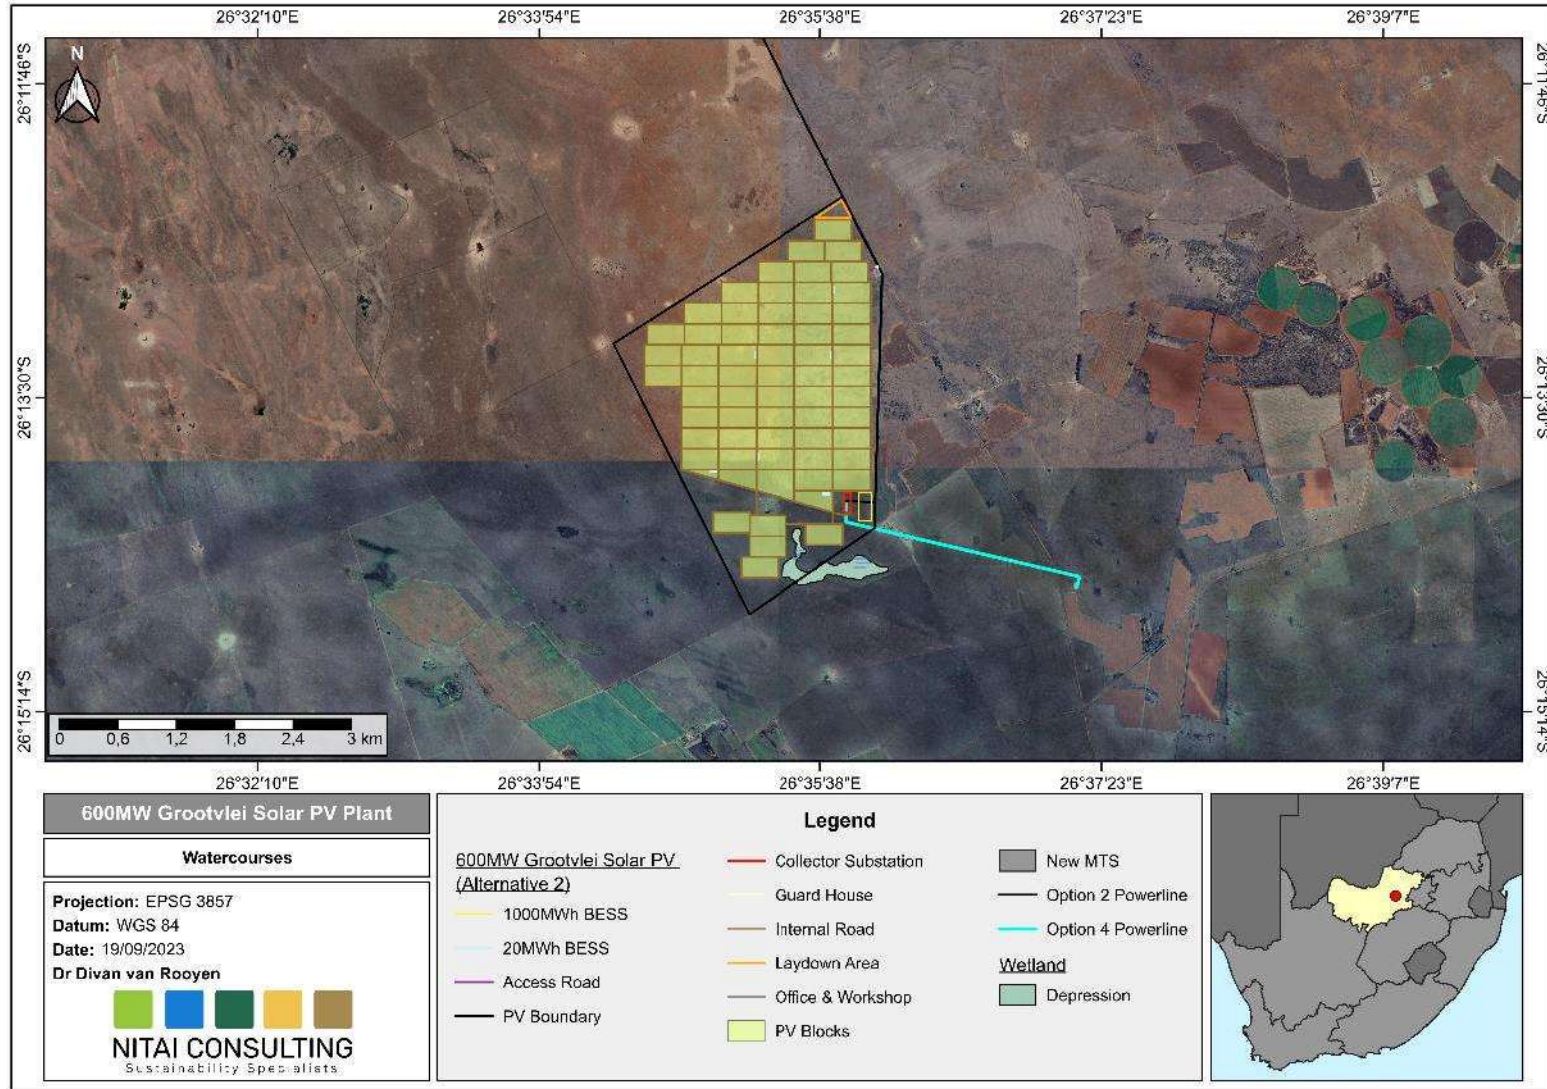 26°32'10"E 26°33'54"E 26°35'38"E 26°37'23"E 26°39'7"E
N
26°11'46"S
26°11'46"S
26°13'30"S
26°13'30"S
26°15'14"S
26°15'14"S
0 0,6 1,2 1,8 2,4 3 km
26°32'10"E 26°33'54"E 26°35'38"E 26°37'23"E 26°39'7"E
600MW Grootvlei Solar PV Plant
Watercourses
Projection: EPSG 3857
Datum: WGS 84
Date: 19/09/2023
Dr Divan van Rooyen
NITAI CONSULTING
Sustainability Specialists
Legend
600MW Grootvlei Solar PV
(Alternative 2)
1000MWh BESS
20MWh BESS
Access Road
PV Boundary
Collector Substation
Guard House
Internal Road
Laydown Area
Office & Workshop
PV Blocks
New MTS
Option 2 Powerline
Option 4 Powerline
Wetland
Depression